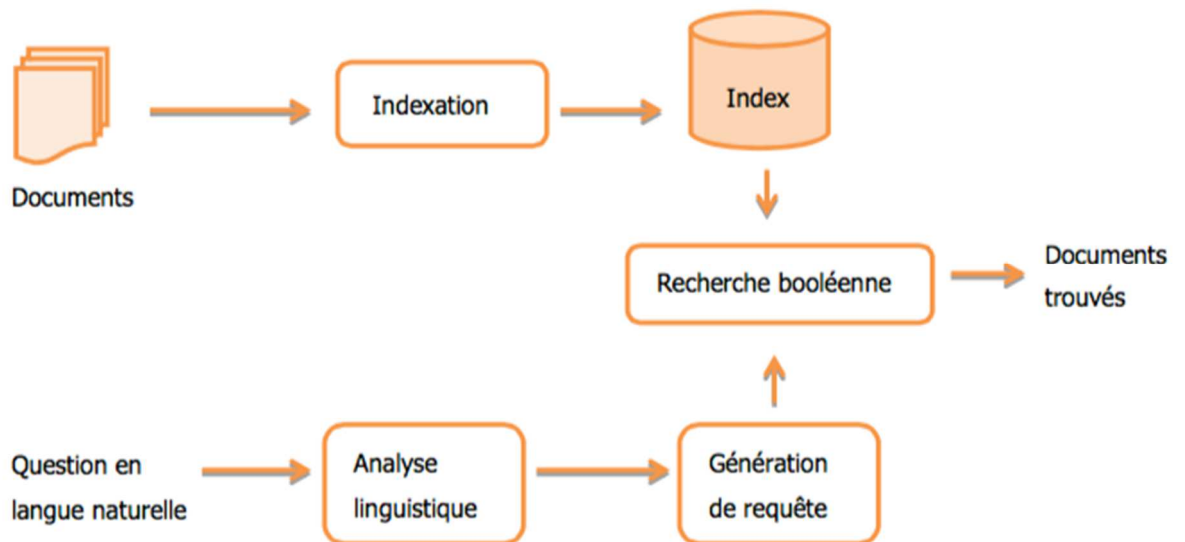 Documents
Indexation
Index
Recherche booléenne
Documents
trouvés
Question en
langue naturelle
Analyse
linguistique
Génération
de requête